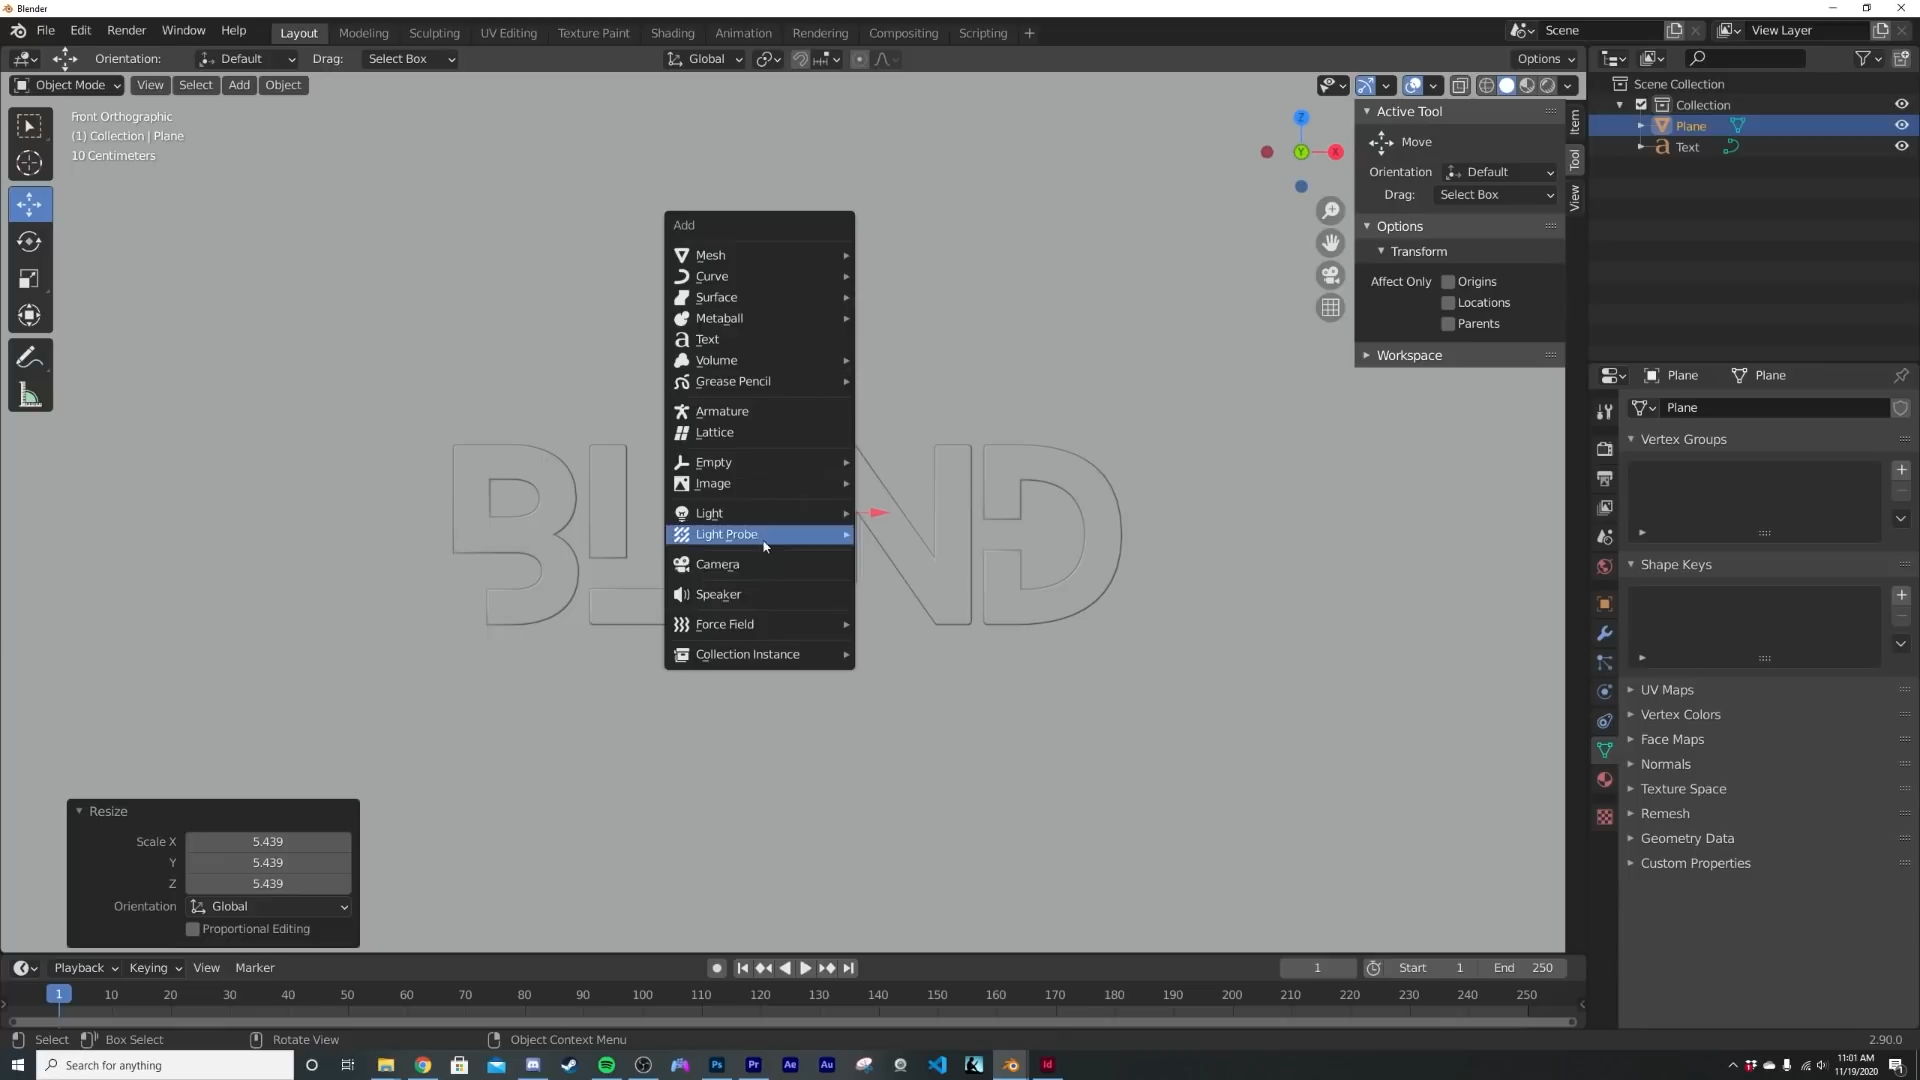 Blender
File Edit Render Window Help Layout Modeling Sculpting UV Editing Texture Paint Shading Animation Rendering Compositing Scripting + Scene View Layer
Orientation: Default Drag: Select Box Global Options
Object Mode View Select Add Object
Front Orthographic
(1) Collection | Plane
10 Centimeters
Z
Y
X
Add
Mesh
Curve
Surface
Metaball
Text
Volume
Grease Pencil
Armature
Lattice
Empty
Image
Light
Light Probe
Camera
Speaker
Force Field
Collection Instance
BLEND
Active Tool
Move
Orientation Default
Drag: Select Box
Options
Transform
Affect Only Origins
Locations
Parents
Workspace
Item
Tool
View
Scene Collection
Collection
Plane
Text
Plane Plane
Plane
Vertex Groups
Shape Keys
UV Maps
Vertex Colors
Face Maps
Normals
Texture Space
Remesh
Geometry Data
Custom Properties
Resize
Scale X 5.439
Y 5.439
Z 5.439
Orientation Global
Proportional Editing
Playback Keying View Marker 1 Start 1 End 250
1 10 20 30 40 50 60 70 80 90 100 110 120 130 140 150 160 170 180 190 200 210 220 230 240 250
Select Box Select Rotate View Object Context Menu 2.90.0
Search for anything
Ps Pr Ae Au Id
11:01 AM
11/19/2020